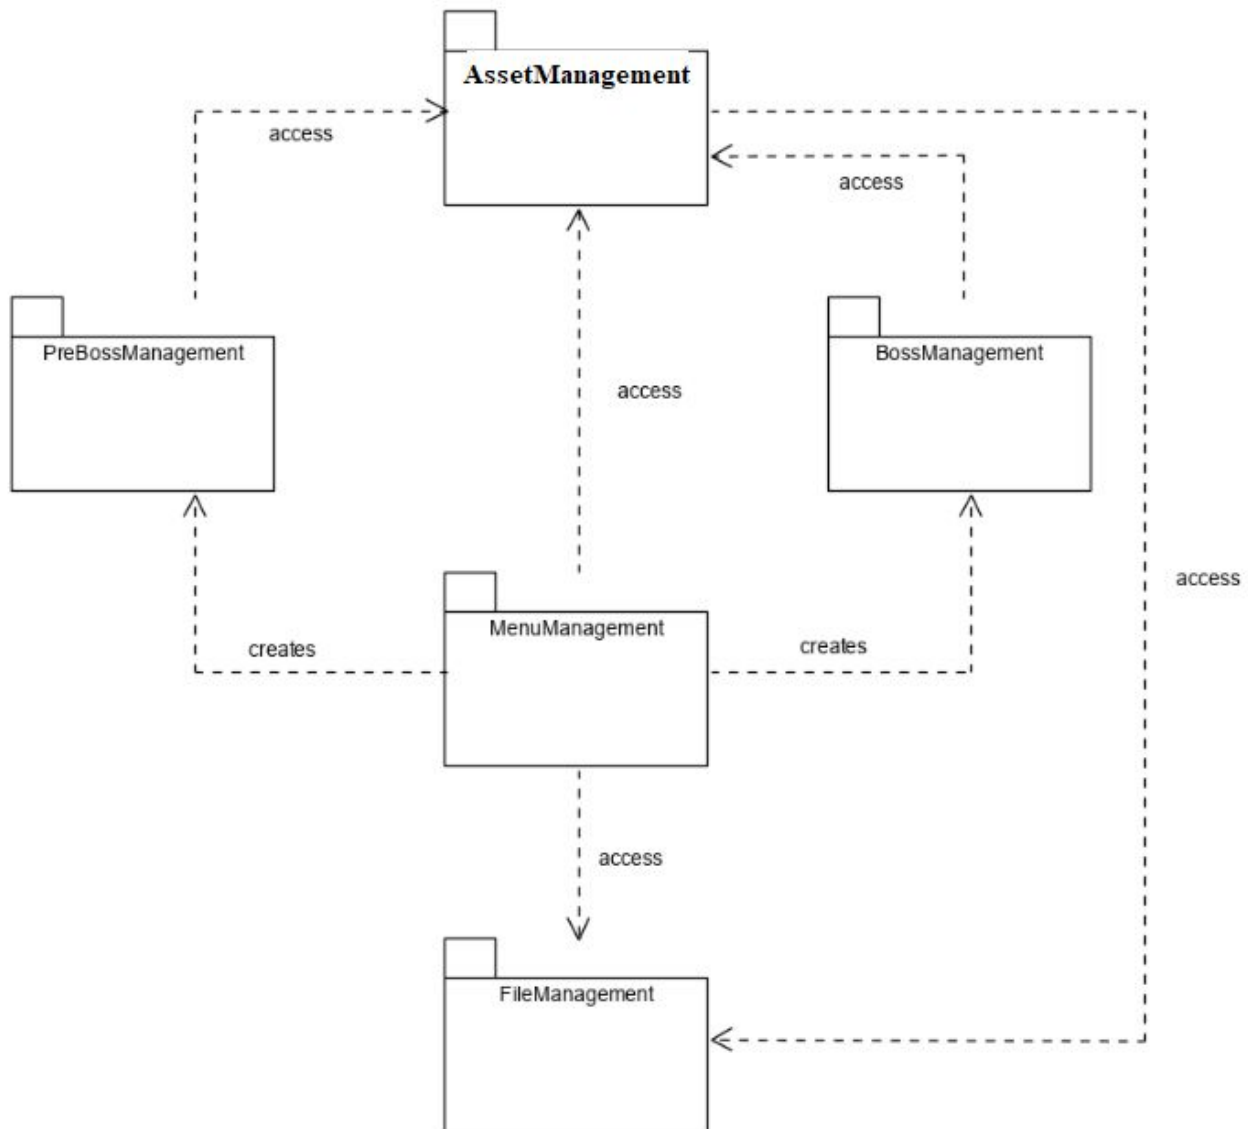 AssetManagement
access
access
PreBossManagement
BossManagement
access
access
MenuManagement
creates
creates
access
FileManagement